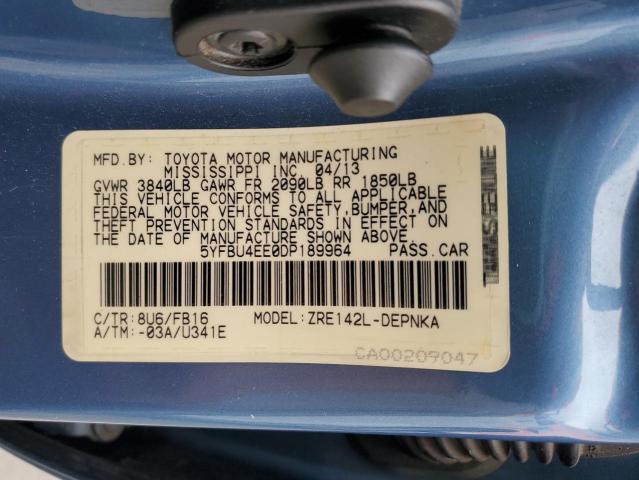 MFD.BY: TOYOTA MOTOR MANUFACTURING
MISSISSIPPI INC. 04/13
GVWR 3840LB GAWR FR 2090LB RR 1850LB
THIS VEHICLE CONFORMS TO ALL APPLICABLE
FEDERAL MOTOR VEHICLE SAFETY,BUMPER,AND
THEFT PREVENTION STANDARDS IN EFFECT ON
THE DATE OF MANUFACTURE SHOWN ABOVE.
5YFBU4EE0DP189964 PASS.CAR
C/TR:8U6/FB16 MODEL:ZRE142L-DEPNKA
A/TM:-03A/U341E
CA00209047